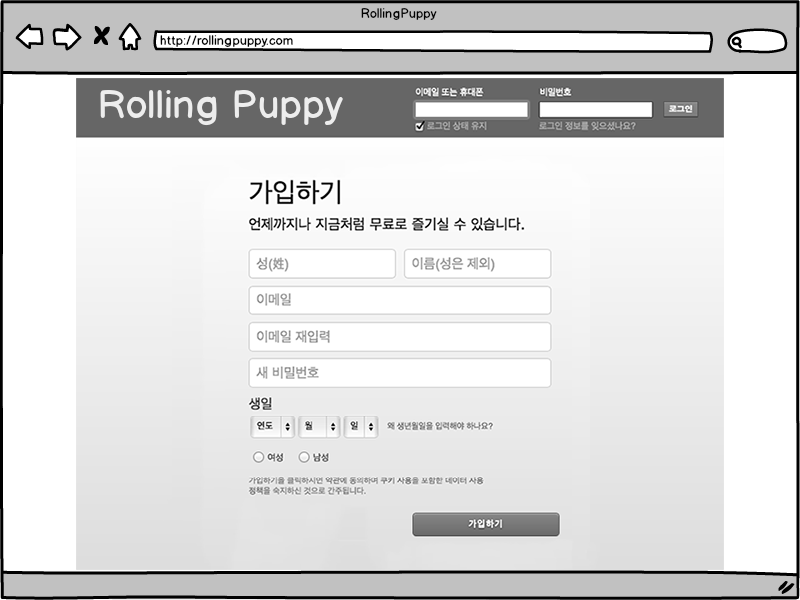 RollingPuppy
http://rollingpuppy.com
Rolling Puppy
이메일 또는 휴대폰
비밀번호
로그인
로그인 상태 유지
로그인 정보를 잊으셨나요?
가입하기
언제까지나 지금처럼 무료로 즐기실 수 있습니다.
성(姓)
이름(성은 제외)
이메일
이메일 재입력
새 비밀번호
생일
연도
월
일
왜 생년월일을 입력해야 하나요?
여성
남성
가입하기를 클릭하시면 약관에 동의하며 쿠키 사용을 포함한 데이터 사용
정책을 숙지하신 것으로 간주됩니다.
가입하기